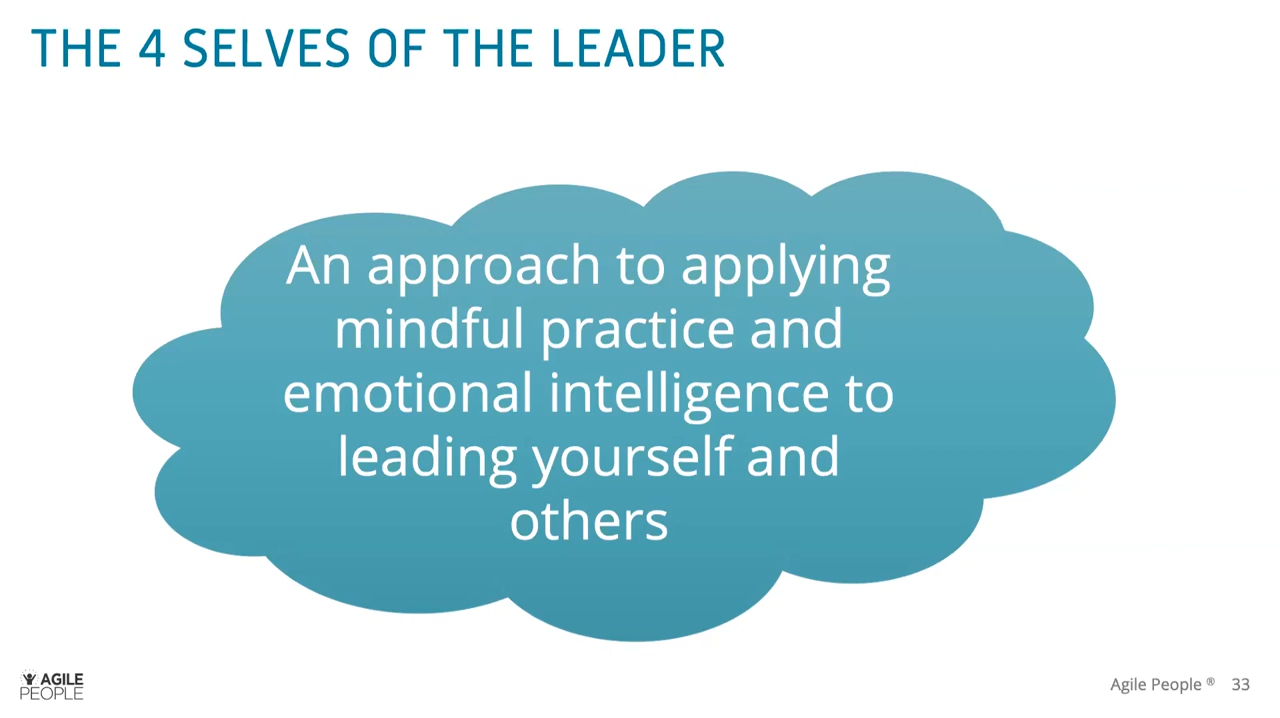 THE 4 SELVES OF THE LEADER
An approach to applying
mindful practice and
emotional intelligence to
leading yourself and
others
AGILE
PEOPLE
Agile People ® 33